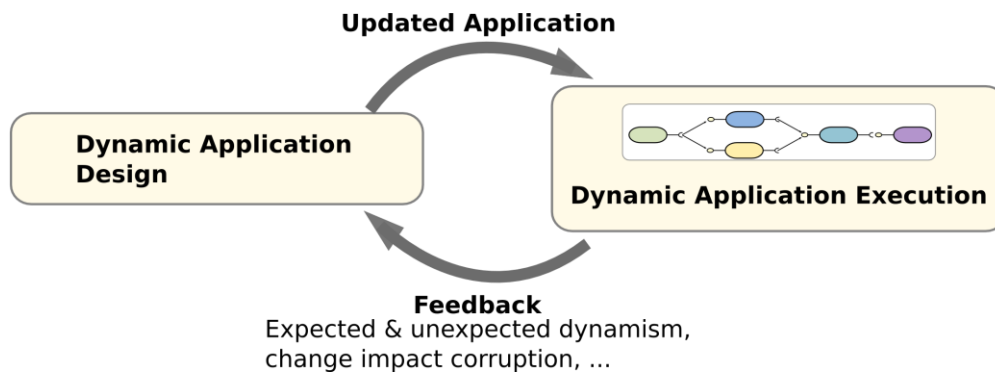 Updated Application
Dynamic Application
Design
Dynamic Application Execution
Feedback
Expected & unexpected dynamism,
change impact corruption, ...